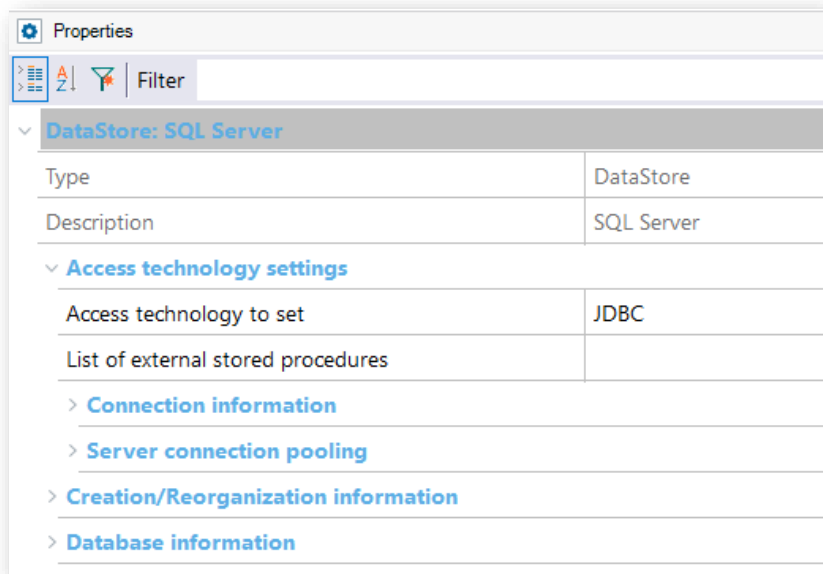 Properties
Filter
DataStore: SQL Server
Type DataStore
Description SQL Server
Access technology settings
Access technology to set JDBC
List of external stored procedures
Connection information
Server connection pooling
Creation/Reorganization information
Database information